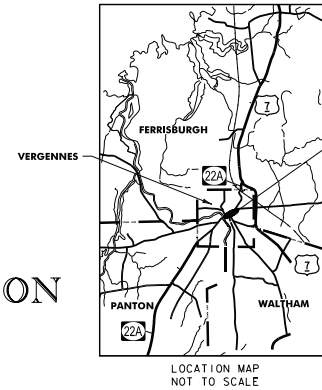 7
FERRISBURGH
VERGENNES
22A
7
ON
PANTON
WALTHAM
22A
LOCATION MAP
NOT TO SCALE